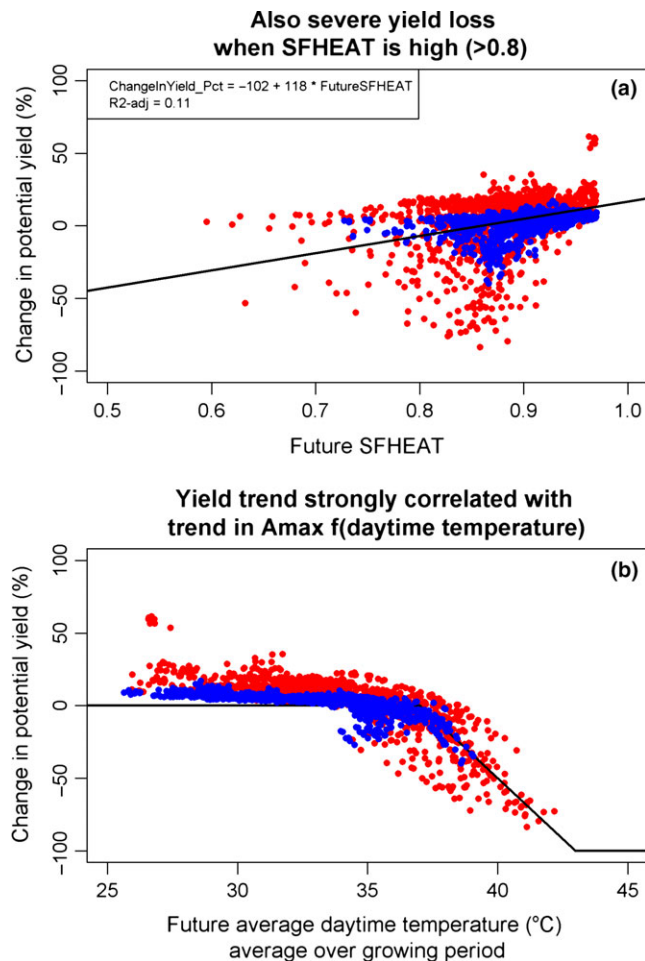 Also severe yield loss
when SFHEAT is high (>0.8)
ChangeInYield_Pct = −102 + 118 * FutureSFHEAT
R2-adj = 0.11
(a)
Change in potential yield (%)
100
50
0
−50
−100
0.5 0.6 0.7 0.8 0.9 1.0
Future SFHEAT
Yield trend strongly correlated with
trend in Amax f(daytime temperature)
(b)
Change in potential yield (%)
100
50
0
−50
−100
25 30 35 40 45
Future average daytime temperature (°C)
average over growing period